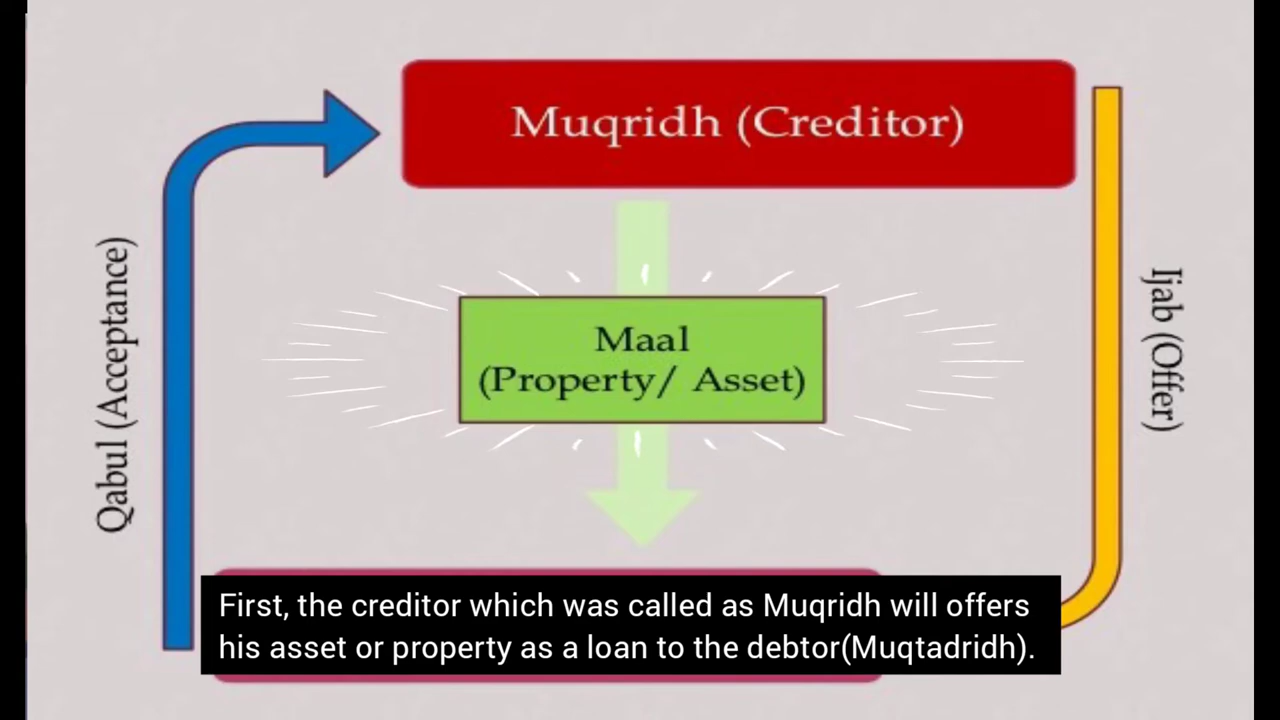 Muqridh (Creditor)
Qabul (Acceptance)
Maal
(Property/ Asset)
Ijab (Offer)
First, the creditor which was called as Muqridh will offers
his asset or property as a loan to the debtor(Muqtadridh).